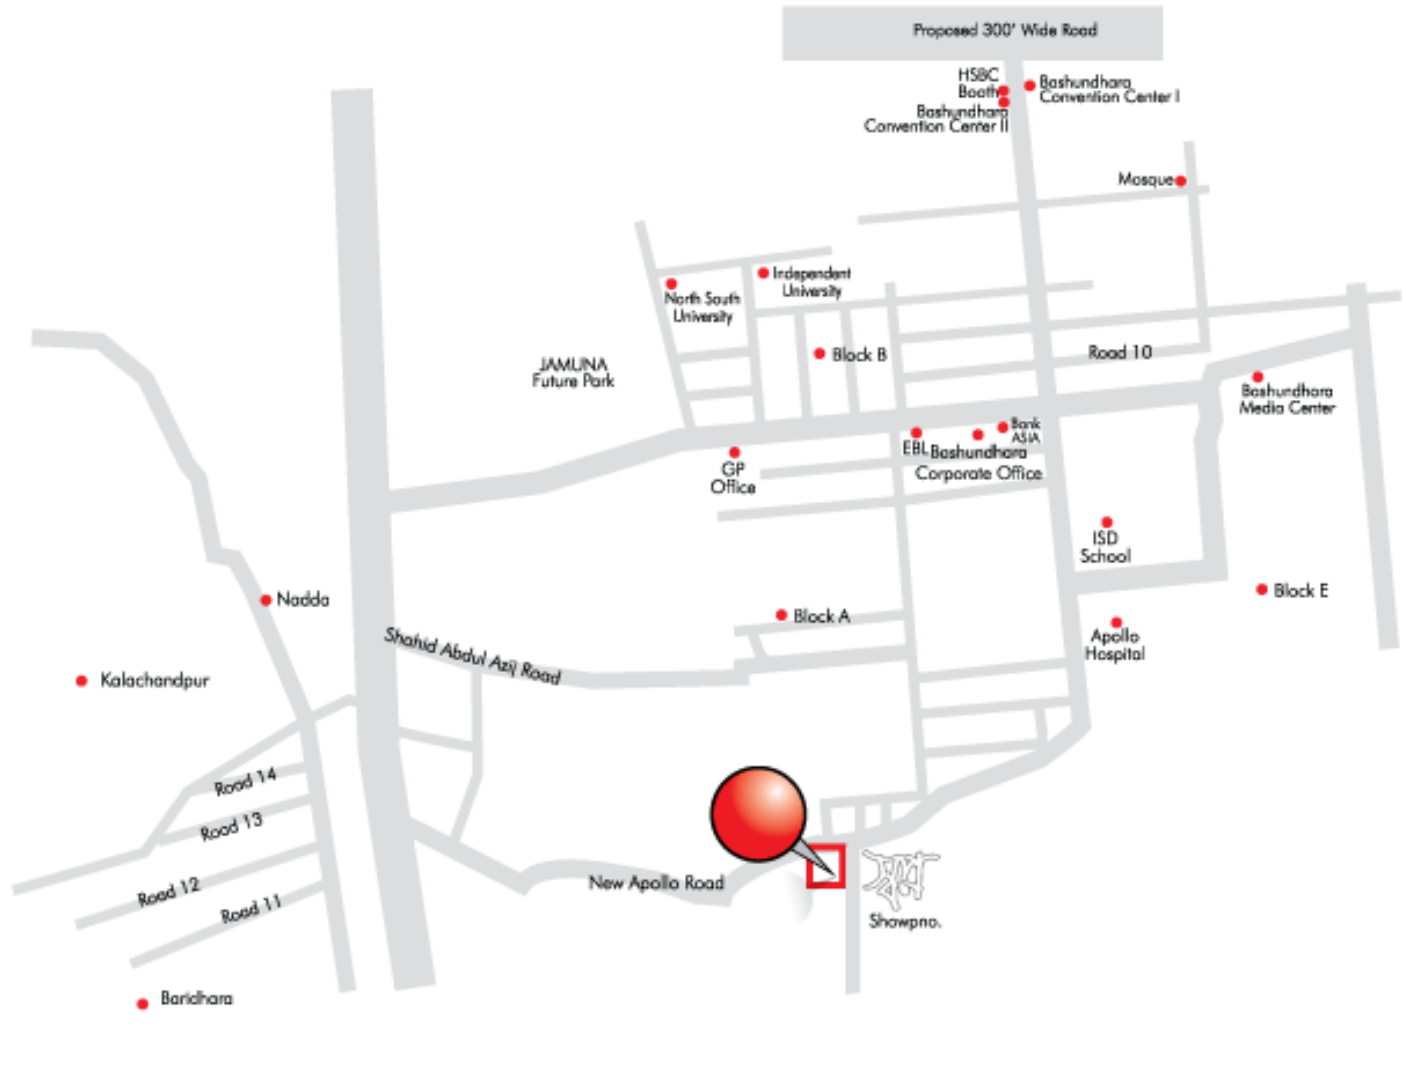 Proposed 300' Wide Road
HSBC
Booth
Bashundhara
Convention Center I
Bashundhara
Convention Center II
Mosque
Independent
University
North South
University
Block B
Road 10
JAMUNA
Future Park
Bashundhara
Media Center
Bank
ASIA
EBL
Bashundhara
Corporate Office
GP
Office
ISD
School
Block E
Nadda
Block A
Apollo
Hospital
Shahid Abdul Azij Road
Kalachandpur
Road 14
Road 13
Road 12
Road 11
New Apollo Road
স্বপ্ন
Showpno.
Baridhara